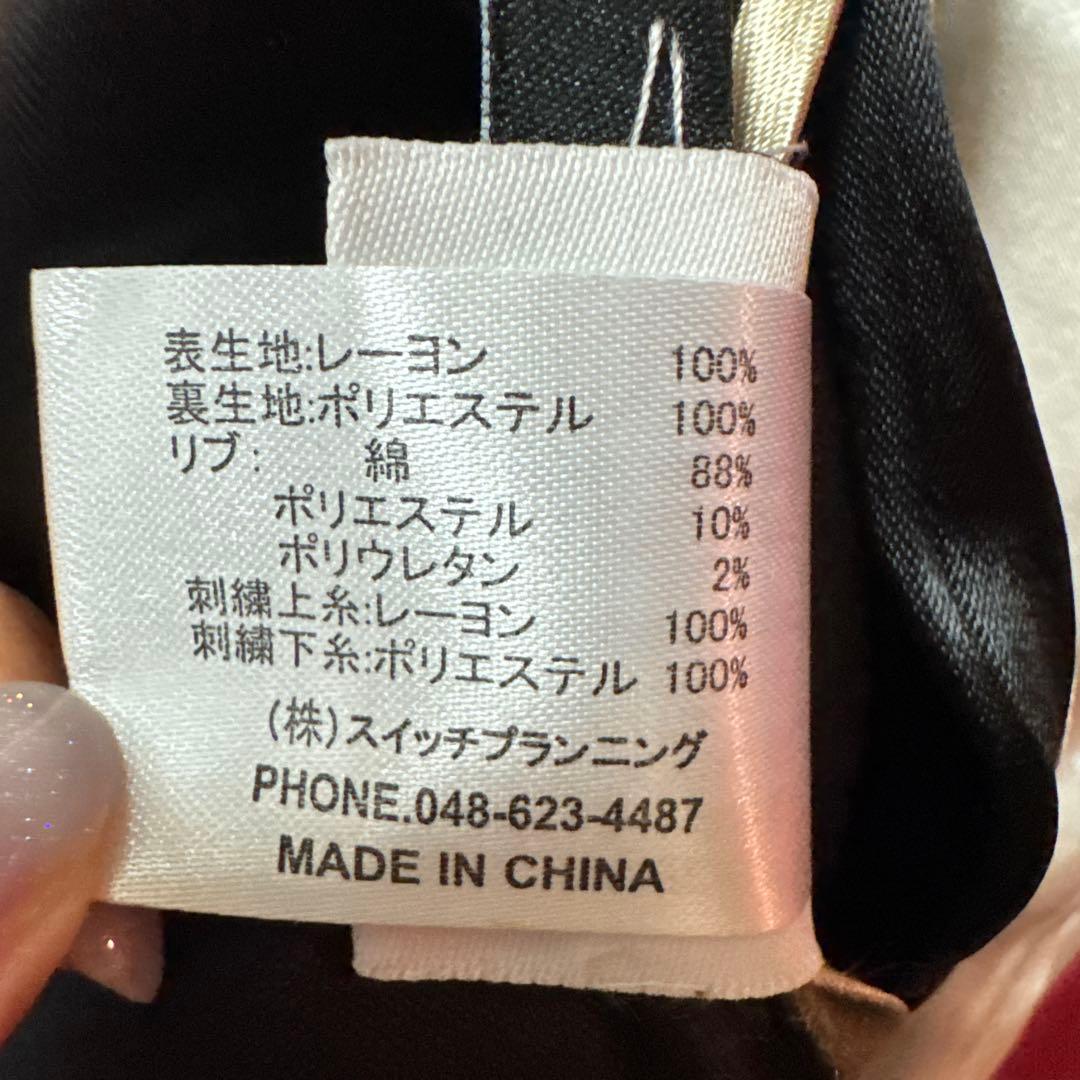 表生地:レーヨン 100%
裏生地:ポリエステル 100%
リブ: 綿 88%
ポリエステル 10%
ポリウレタン 2%
刺繍上糸:レーヨン 100%
刺繍下糸:ポリエステル 100%
(株)スイッチプランニング
PHONE.048-623-4487
MADE IN CHINA